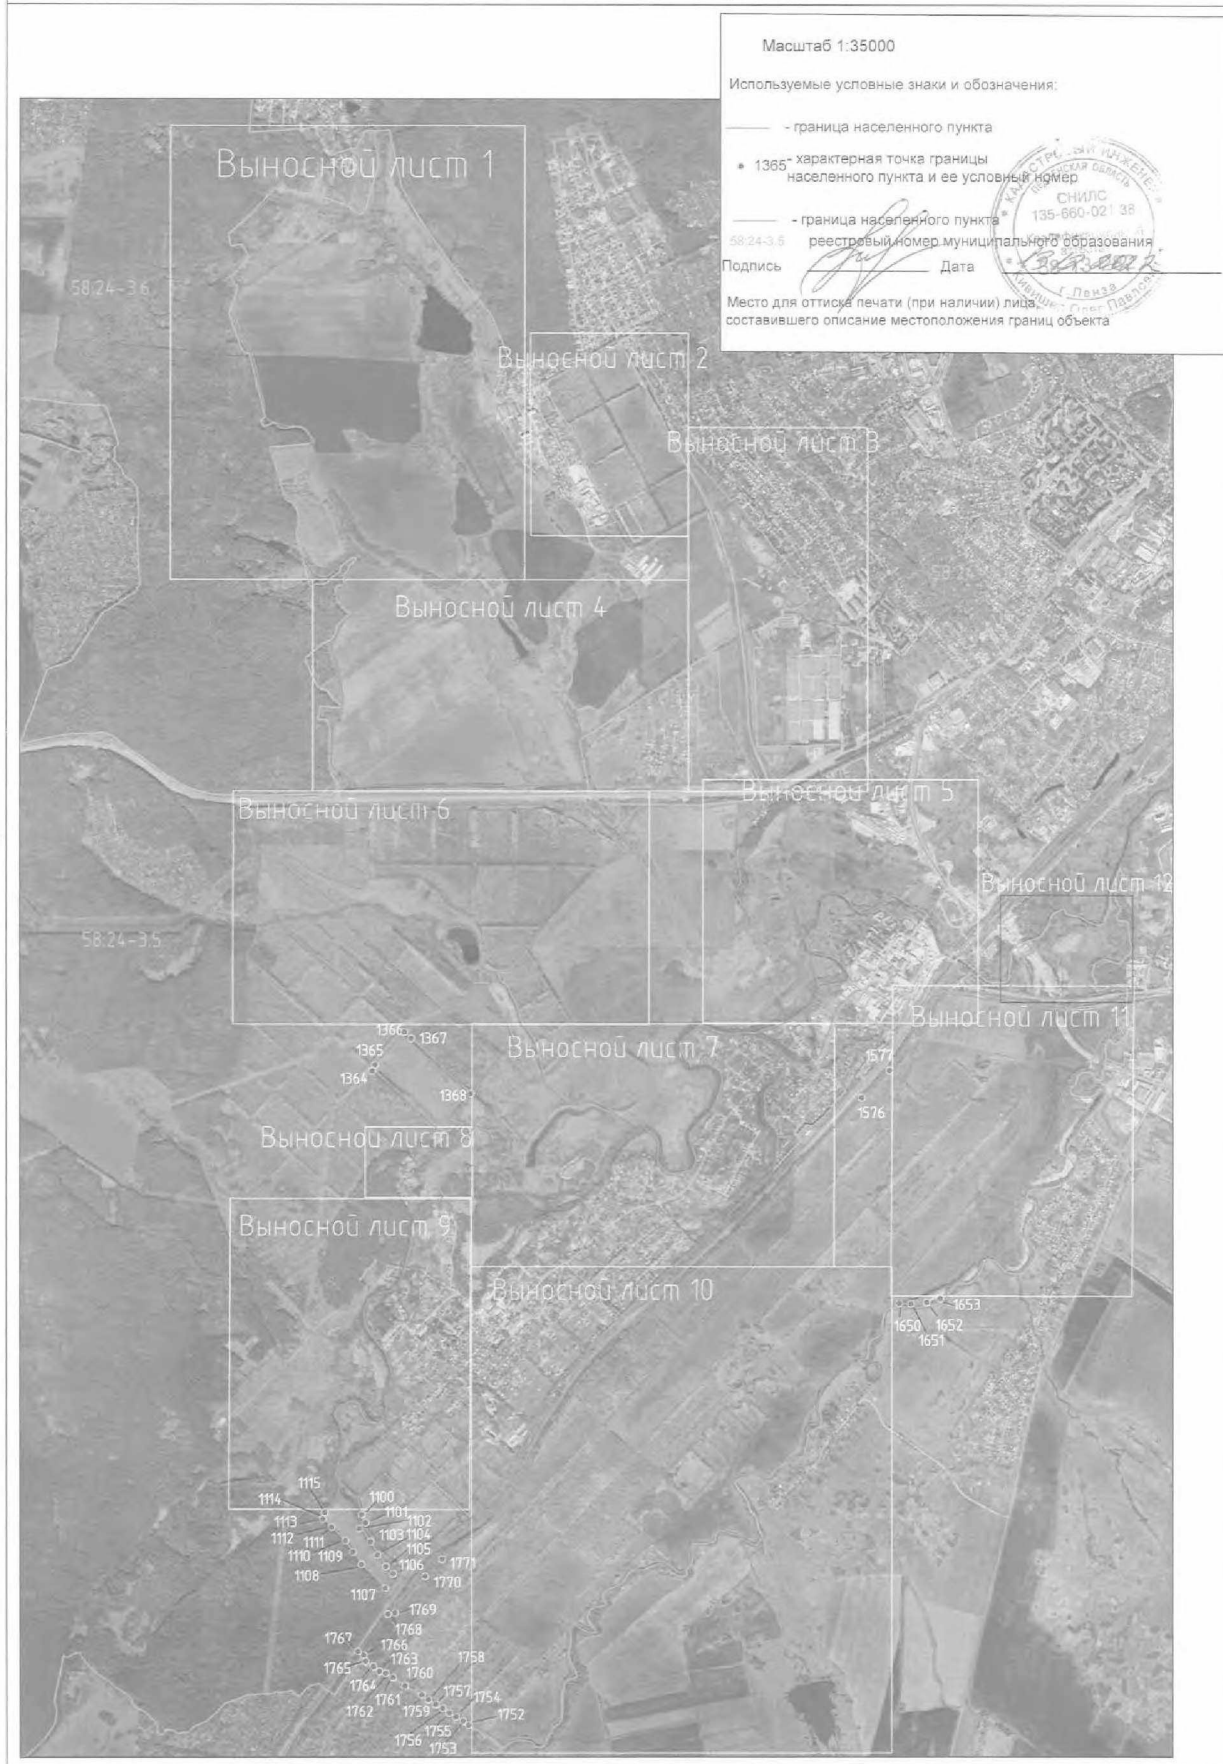 Масштаб 1:35000
Используемые условные знаки и обозначения:
- граница населенного пункта
1365 - характерная точка границы
населенного пункта и ее условный номер
- граница населенного пункта
58:24-3.5 реестровый номер муниципального образования
Подпись Дата
Место для оттиска печати (при наличии) лица,
составившего описание местоположения границ объекта
СНИЛС
135-660-021 38
г. Пенза
Выносной лист 1
58:24-3.6
Выносной лист 2
Выносной лист 3
Выносной лист 4
Выносной лист 5
Выносной лист 6
Выносной лист 12
58:24-3.5
Выносной лист 11
1366
1367
Выносной лист 7
1365
1364
1577
1368
1576
Выносной лист 8
Выносной лист 9
Выносной лист 10
1653
1650
1652
1651
1115
1114
1100
1113
1101
1102
1112
1111
1103
1104
1110
1109
1105
1108
1106
1771
1770
1107
1769
1768
1767
1766
1765
1763
1758
1764
1760
1761
1757
1754
1762
1759
1752
1756
1755
1753